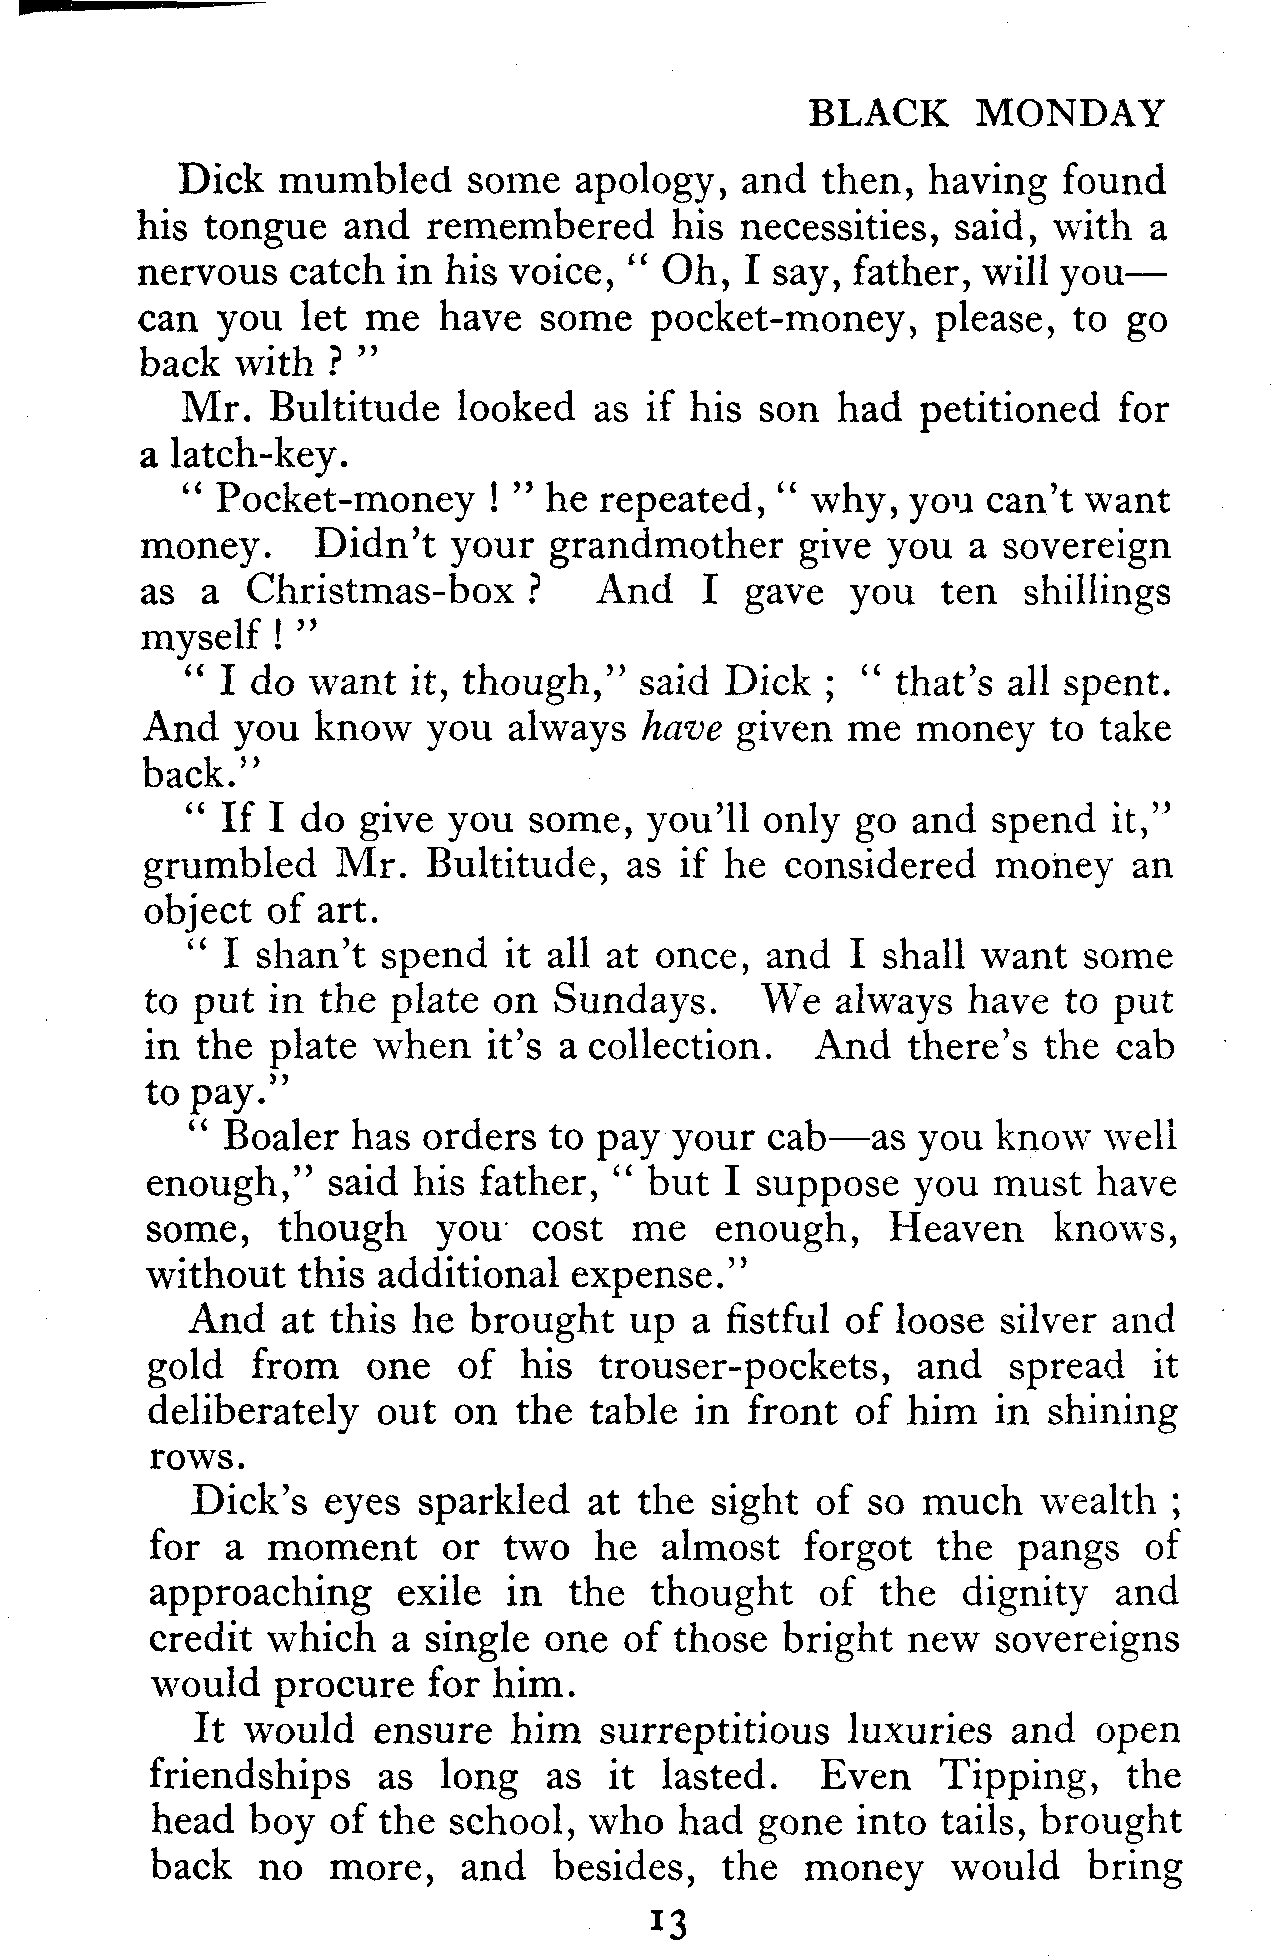 BLACK MONDAY
Dick mumbled some apology, and then, having found
his tongue and remembered his necessities, said, with a
nervous catch in his voice, “ Oh, I say, father, will you—
can you let me have some pocket-money, please, to go
back with ? ”
Mr. Bultitude looked as if his son had petitioned for
a latch-key.
“ Pocket-money ! ” he repeated, “ why, you can't want
money. Didn't your grandmother give you a sovereign
as a Christmas-box ? And I gave you ten shillings
myself ! ”
“ I do want it, though,” said Dick ; “ that's all spent.
And you know you always have given me money to take
back.”
“ If I do give you some, you'll only go and spend it,”
grumbled Mr. Bultitude, as if he considered money an
object of art.
“ I shan't spend it all at once, and I shall want some
to put in the plate on Sundays. We always have to put
in the plate when it's a collection. And there's the cab
to pay.”
“ Boaler has orders to pay your cab—as you know well
enough,” said his father, “ but I suppose you must have
some, though you cost me enough, Heaven knows,
without this additional expense.”
And at this he brought up a fistful of loose silver and
gold from one of his trouser-pockets, and spread it
deliberately out on the table in front of him in shining
rows.
Dick's eyes sparkled at the sight of so much wealth ;
for a moment or two he almost forgot the pangs of
approaching exile in the thought of the dignity and
credit which a single one of those bright new sovereigns
would procure for him.
It would ensure him surreptitious luxuries and open
friendships as long as it lasted. Even Tipping, the
head boy of the school, who had gone into tails, brought
back no more, and besides, the money would bring
13